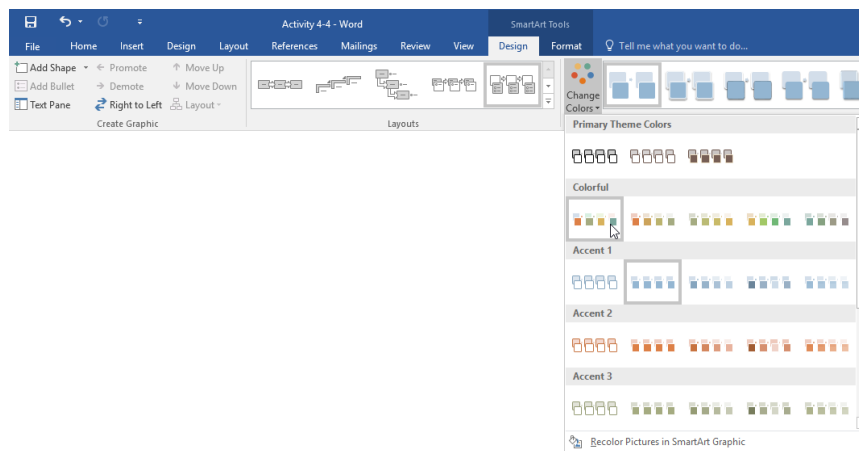 Activity 4-4 - Word
SmartArt Tools
File Home Insert Design Layout References Mailings Review View Design Format Tell me what you want to do...
Add Shape Promote Move Up
Add Bullet Demote Move Down
Text Pane Right to Left Layout
Create Graphic
Layouts
Change
Colors
Primary Theme Colors
Colorful
Accent 1
Accent 2
Accent 3
Recolor Pictures in SmartArt Graphic